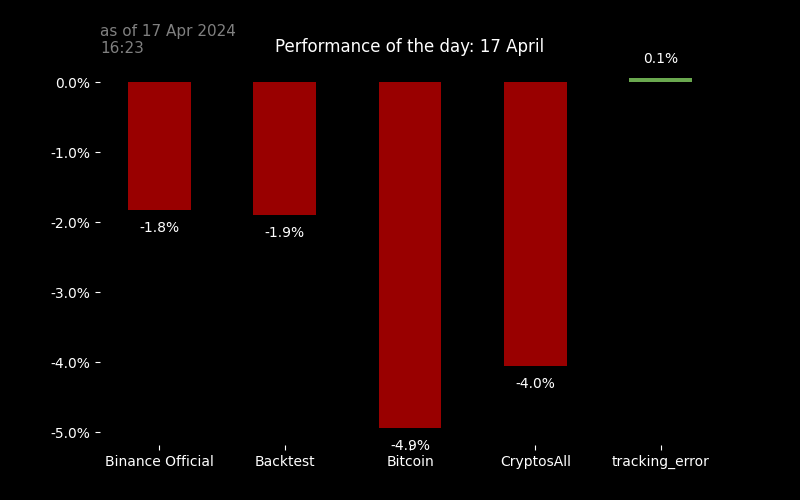 as of 17 Apr 2024
16:23
Performance of the day: 17 April
0.1%
0.0%
-1.0%
-1.8%
-2.0%
-1.9%
-3.0%
-4.0%
-4.0%
-5.0%
-4.9%
Binance Official
Backtest
Bitcoin
CryptosAll
tracking_error